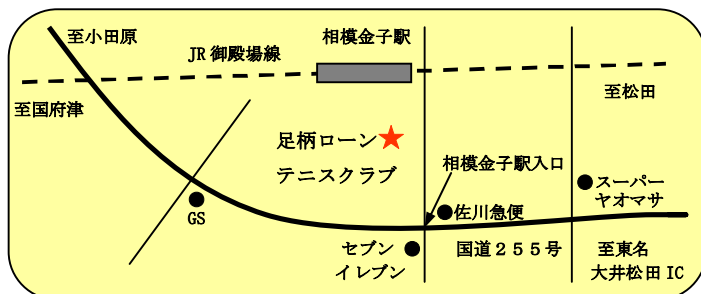 至小田原
相模金子駅
JR 御殿場線
至国府津
至松田
足柄ローン
テニスクラブ
相模金子駅入口
スーパー
ヤオマサ
GS
佐川急便
セブン
イレブン
国道２５５号
至東名
大井松田 IC